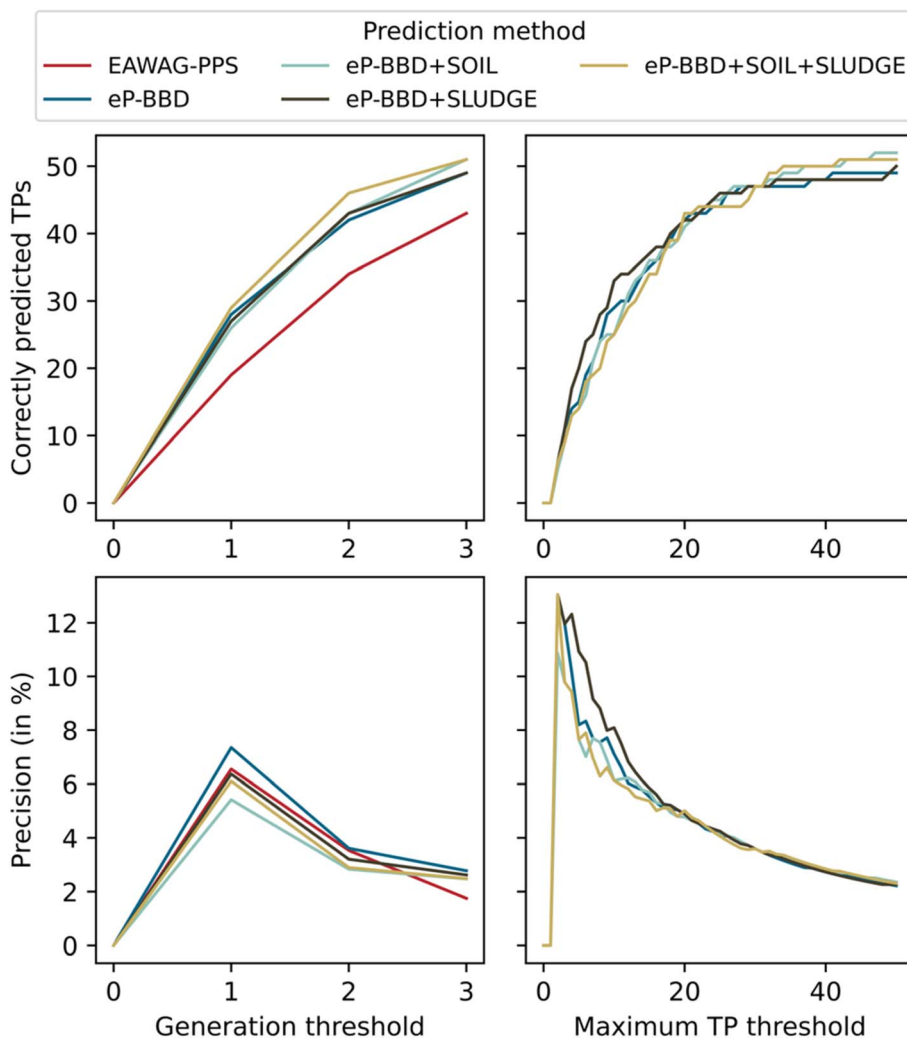 Prediction method
EAWAG-PPS eP-BBD+SOIL eP-BBD+SOIL+SLUDGE
eP-BBD eP-BBD+SLUDGE
Correctly predicted TPs
50
40
30
20
10
0
0 1 2 3
0 20 40
Precision (in %)
12
10
8
6
4
2
0
0 1 2 3
0 20 40
Generation threshold
Maximum TP threshold